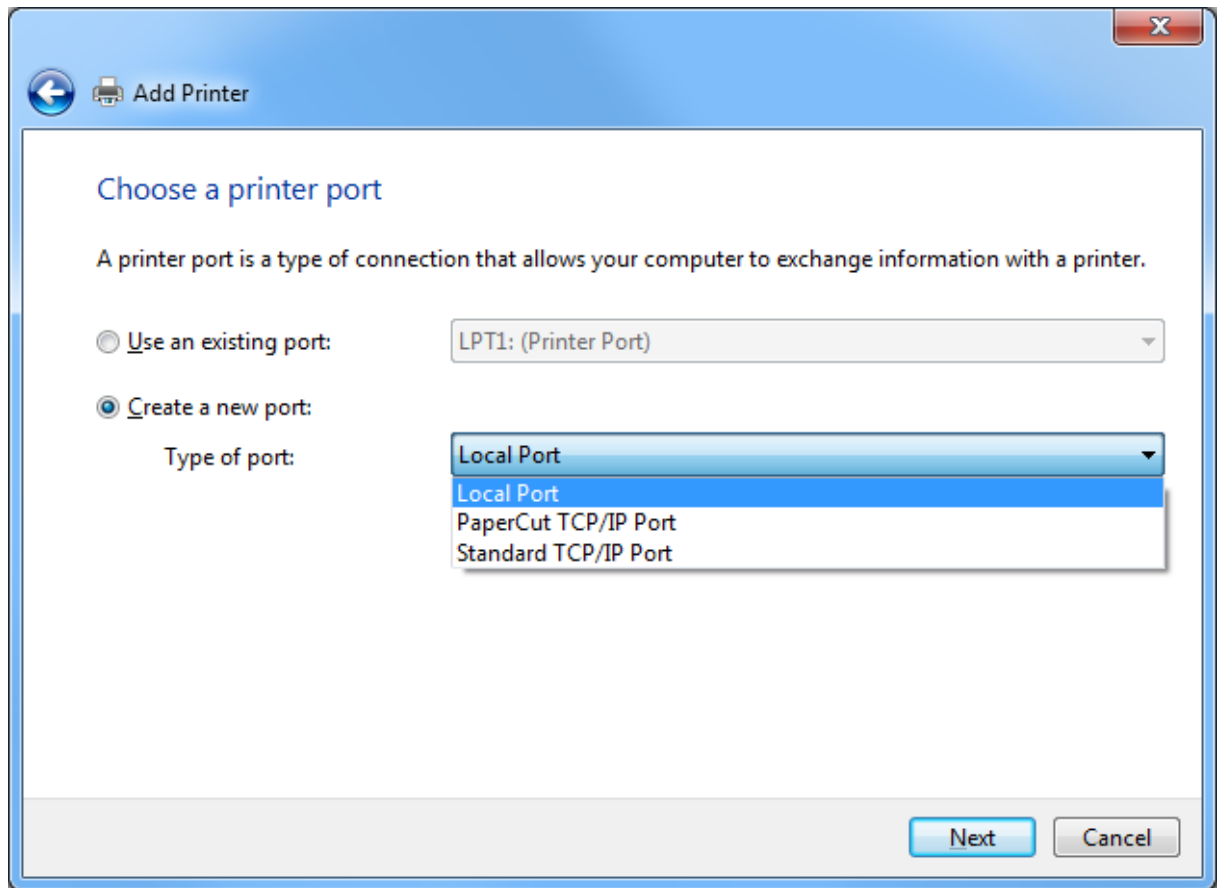 Add Printer
Choose a printer port
A printer port is a type of connection that allows your computer to exchange information with a printer.
Use an existing port: LPT1: (Printer Port)
Create a new port:
Type of port: Local Port
Local Port
PaperCut TCP/IP Port
Standard TCP/IP Port
Next Cancel